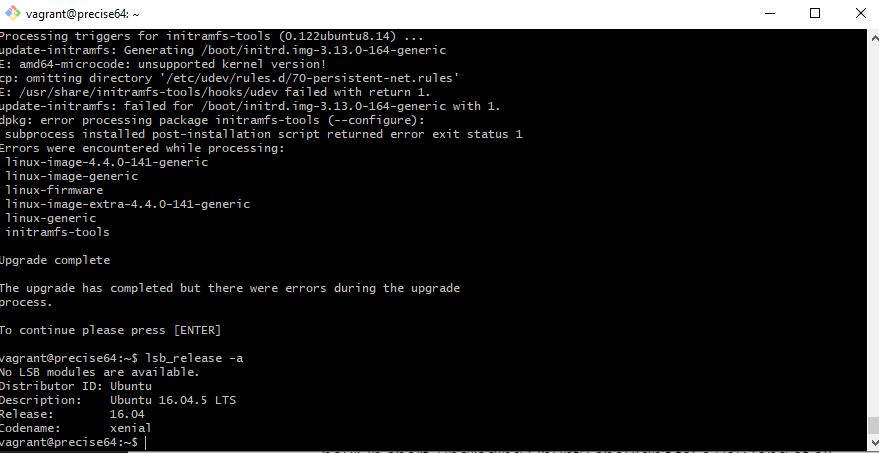 vagrant@precise64: ~
Processing triggers for initramfs-tools (0.122ubuntu8.14) ...
update-initramfs: Generating /boot/initrd.img-3.13.0-164-generic
E: amd64-microcode: unsupported kernel version!
cp: omitting directory '/etc/udev/rules.d/70-persistent-net.rules'
E: /usr/share/initramfs-tools/hooks/udev failed with return 1.
update-initramfs: failed for /boot/initrd.img-3.13.0-164-generic with 1.
dpkg: error processing package initramfs-tools (--configure):
 subprocess installed post-installation script returned error exit status 1
Errors were encountered while processing:
 linux-image-4.4.0-141-generic
 linux-image-generic
 linux-firmware
 linux-image-extra-4.4.0-141-generic
 linux-generic
 initramfs-tools
Upgrade complete
The upgrade has completed but there were errors during the upgrade
process.
To continue please press [ENTER]
vagrant@precise64:~$ lsb_release -a
No LSB modules are available.
Distributor ID: Ubuntu
Description:    Ubuntu 16.04.5 LTS
Release:        16.04
Codename:       xenial
vagrant@precise64:~$